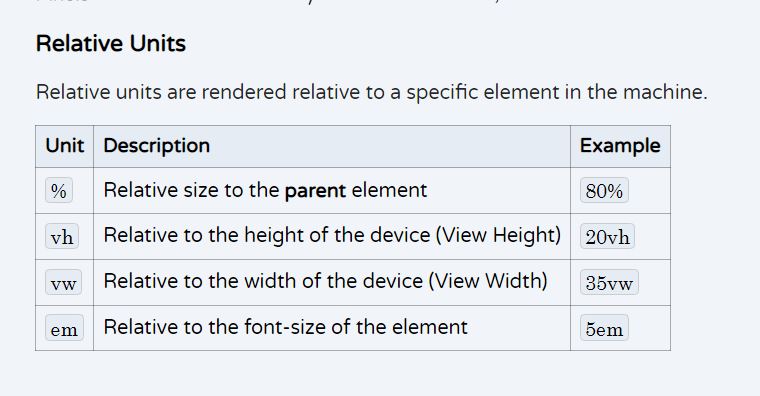 Relative Units
Relative units are rendered relative to a specific element in the machine.
Unit Description Example
% Relative size to the parent element 80%
vh Relative to the height of the device (View Height) 20vh
vw Relative to the width of the device (View Width) 35vw
em Relative to the font-size of the element 5em